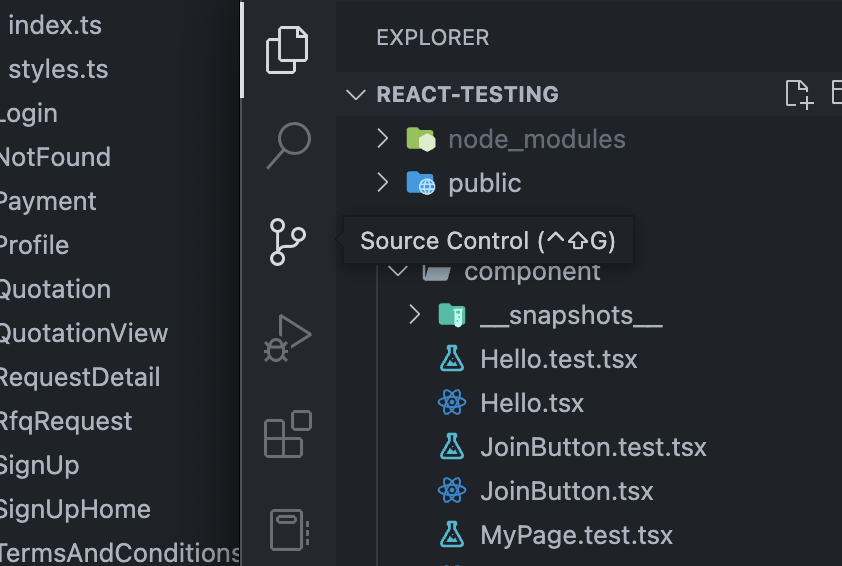 index.ts
styles.ts
Login
NotFound
Payment
Profile
Quotation
QuotationView
RequestDetail
RfqRequest
SignUp
SignUpHome
TermsAndConditions
EXPLORER
REACT-TESTING
node_modules
public
Source Control (^⇧G)
component
__snapshots__
Hello.test.tsx
Hello.tsx
JoinButton.test.tsx
JoinButton.tsx
MyPage.test.tsx